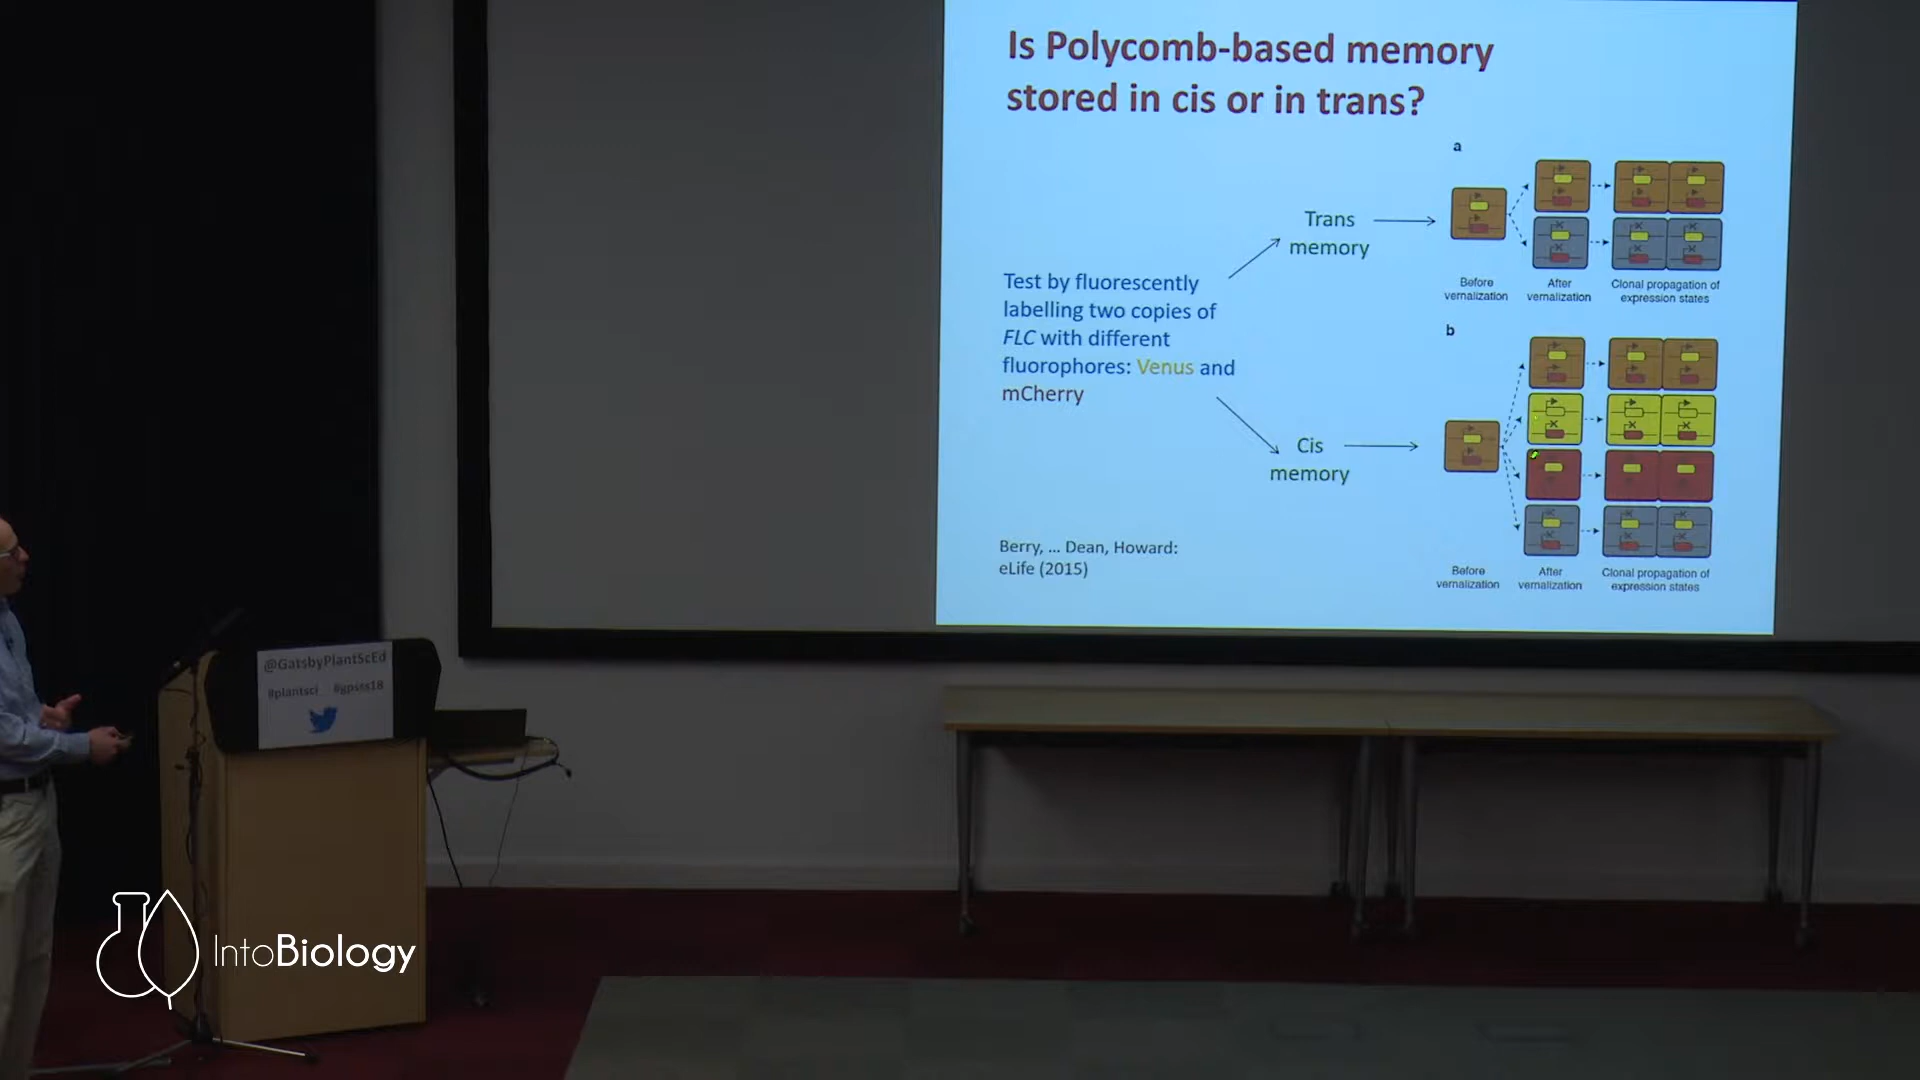 Is Polycomb-based memory
stored in cis or in trans?
Test by fluorescently
labelling two copies of
FLC with different
fluorophores: Venus and
mCherry
Trans
memory
Cis
memory
a
Before
vernalization
After
vernalization
Clonal propagation of
expression states
b
Before
vernalization
After
vernalization
Clonal propagation of
expression states
Berry, ... Dean, Howard:
eLife (2015)
@GatsbyPlantScEd
#plantsci #gpsss18
IntoBiology